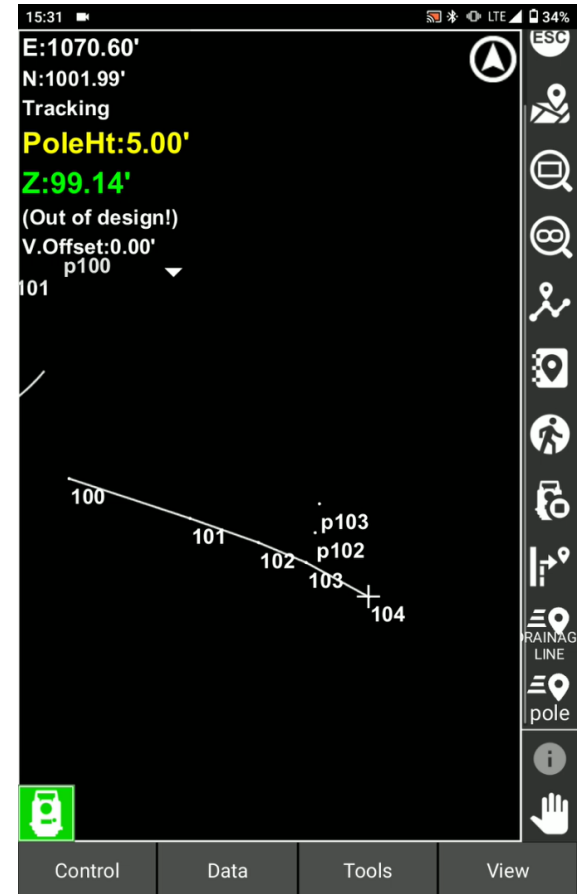 15:31 LTE 34%
E:1070.60'
N:1001.99'
Tracking
PoleHt:5.00'
Z:99.14'
(Out of design!)
V.Offset:0.00'
p100
101
100
101
102
103
104
p103
p102
ESC
RAINAG
LINE
pole
Control Data Tools View